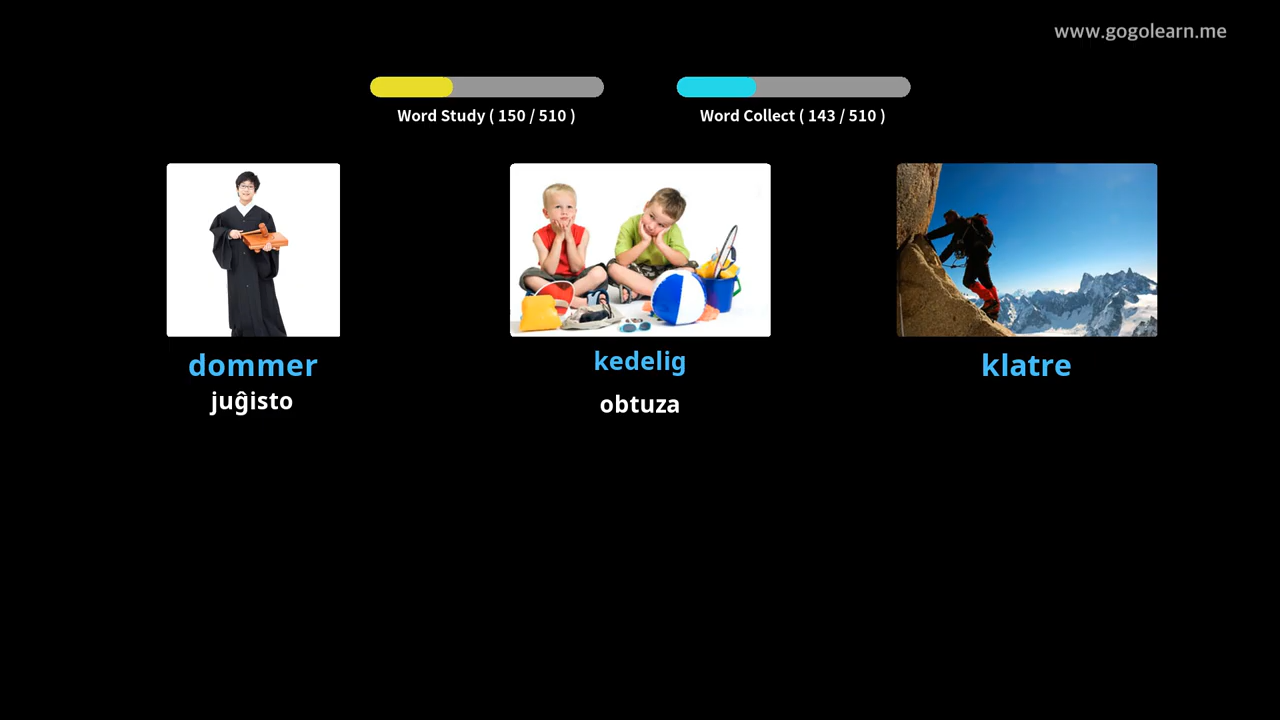 www.gogolearn.me
Word Study ( 150 / 510 )
Word Collect ( 143 / 510 )
dommer
juĝisto
kedelig
obtuza
klatre